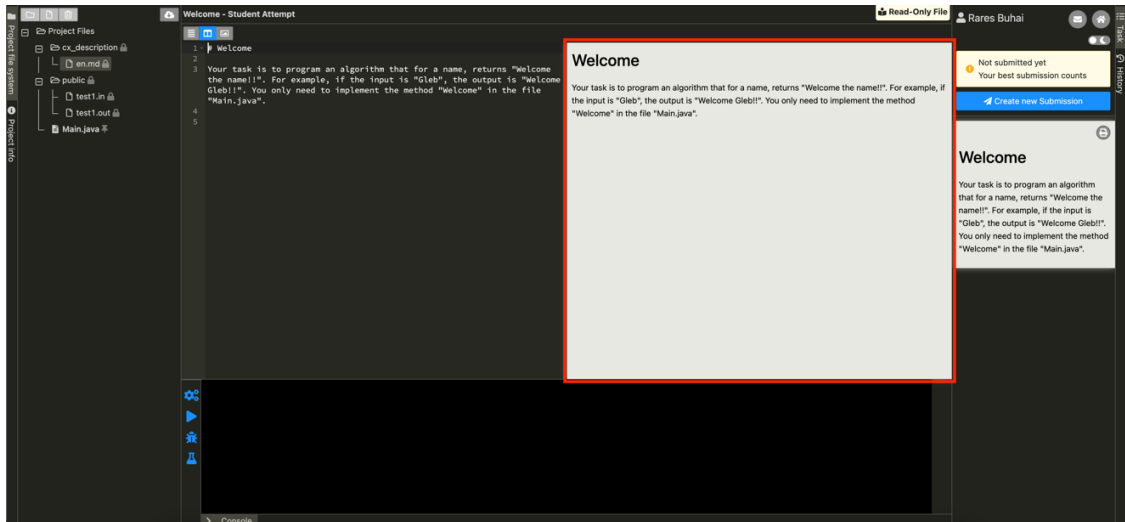 Welcome - Student Attempt
Read-Only File
Rares Buhai
Project file system
Project info
Project Files
cx_description
en.md
public
test1.in
test1.out
Main.java
1 # Welcome
2
3 Your task is to program an algorithm that for a name, returns "Welcome
the name!!". For example, if the input is "Gleb", the output is "Welcome
Gleb!!". You only need to implement the method "Welcome" in the file
"Main.java".
4
5
Welcome
Your task is to program an algorithm that for a name, returns "Welcome the name!!". For example, if
the input is "Gleb", the output is "Welcome Gleb!!". You only need to implement the method
"Welcome" in the file "Main.java".
Not submitted yet
Your best submission counts
Create new Submission
Welcome
Your task is to program an algorithm
that for a name, returns "Welcome the
name!!". For example, if the input is
"Gleb", the output is "Welcome Gleb!!".
You only need to implement the method
"Welcome" in the file "Main.java".
Task
History
Console